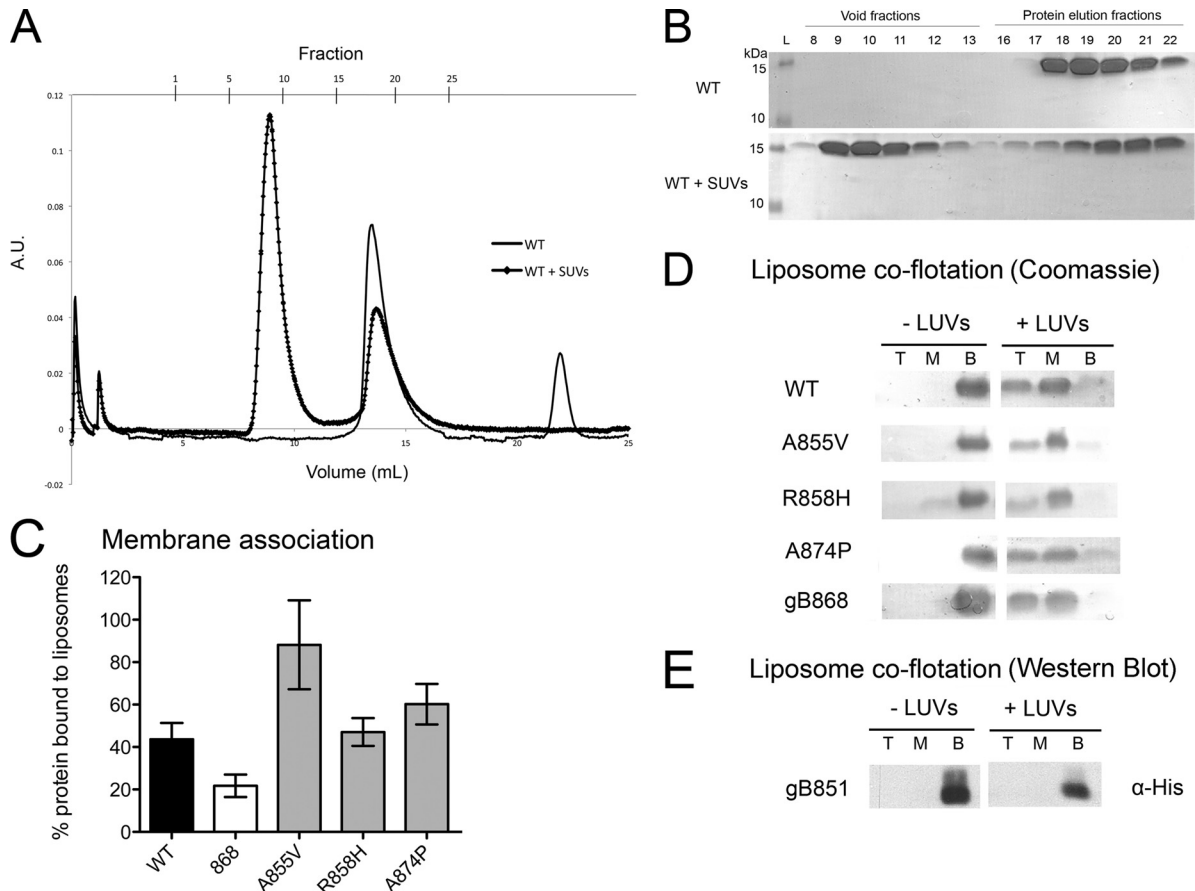 A
Fraction
1 5 10 15 20 25
0.12
0.1
0.08
0.06
0.04
0.02
0
-0.02
A.U.
0 5 10 15 20 25
Volume (mL)
WT
WT + SUVs
B
Void fractions Protein elution fractions
L 8 9 10 11 12 13 16 17 18 19 20 21 22
kDa
15
WT
10
15
WT + SUVs
10
C Membrane association
% protein bound to liposomes
120
100
80
60
40
20
0
WT 868 A855V R858H A874P
D Liposome co-flotation (Coomassie)
- LUVs + LUVs
T M B T M B
WT
A855V
R858H
A874P
gB868
E Liposome co-flotation (Western Blot)
- LUVs + LUVs
T M B T M B
gB851 α-His